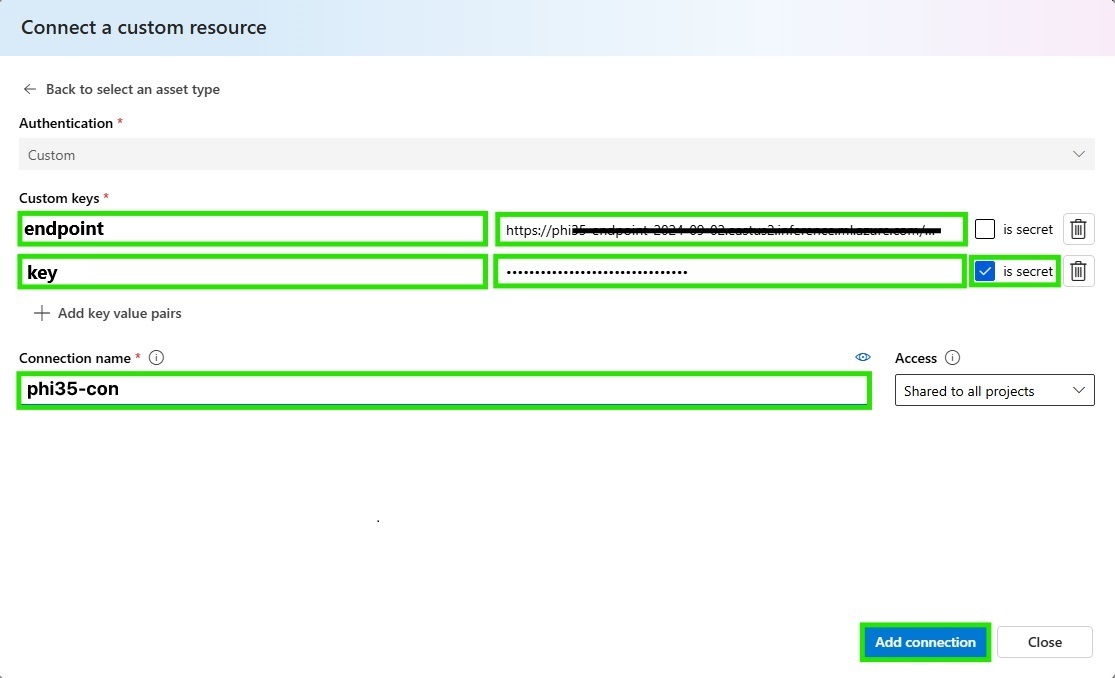 Connect a custom resource
Back to select an asset type
Authentication *
Custom
Custom keys *
endpoint https://phi is secret
key •••••••••••••••••••••••••••••••• is secret
Add key value pairs
Connection name * Access
phi35-con Shared to all projects
Add connection Close